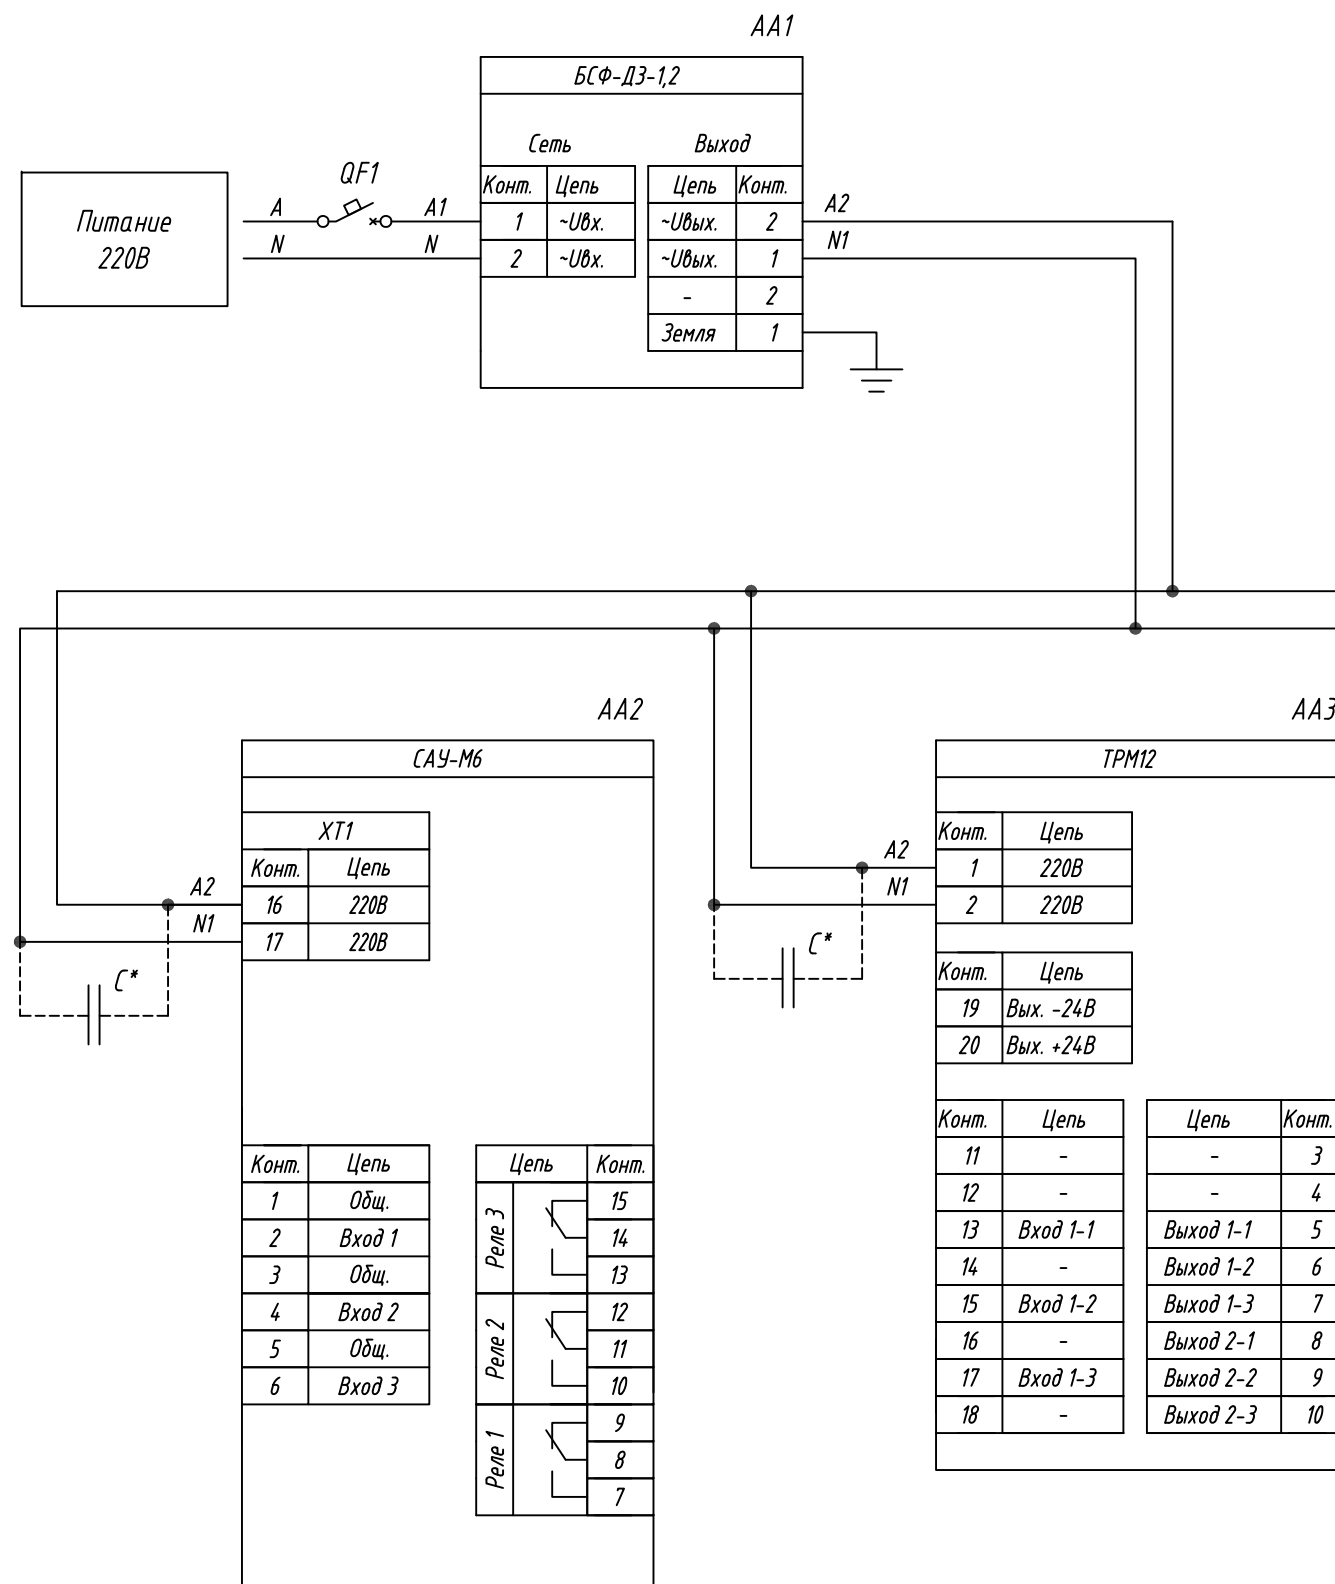 АА1
БСФ-Д3-1,2
Сеть Выход
QF1
Конт. Цепь Цепь Конт.
Питание
220В
A A1 1 ~Uвх. ~Uвых. 2 A2
N N 2 ~Uвх. ~Uвых. 1 N1
- 2
Земля 1
АА2
САУ-М6
ХТ1
Конт. Цепь
A2 16 220В
N1 17 220В
C*
Конт. Цепь
1 Общ.
2 Вход 1
3 Общ.
4 Вход 2
5 Общ.
6 Вход 3
Цепь Конт.
Реле 3
15
14
13
Реле 2
12
11
10
Реле 1
9
8
7
АА3
ТРМ12
Конт. Цепь
A2 1 220В
N1 2 220В
C*
Конт. Цепь
19 Вых. -24В
20 Вых. +24В
Конт. Цепь Цепь Конт.
11 - - 3
12 - - 4
13 Вход 1-1 Выход 1-1 5
14 - Выход 1-2 6
15 Вход 1-2 Выход 1-3 7
16 - Выход 2-1 8
17 Вход 1-3 Выход 2-2 9
18 - Выход 2-3 10